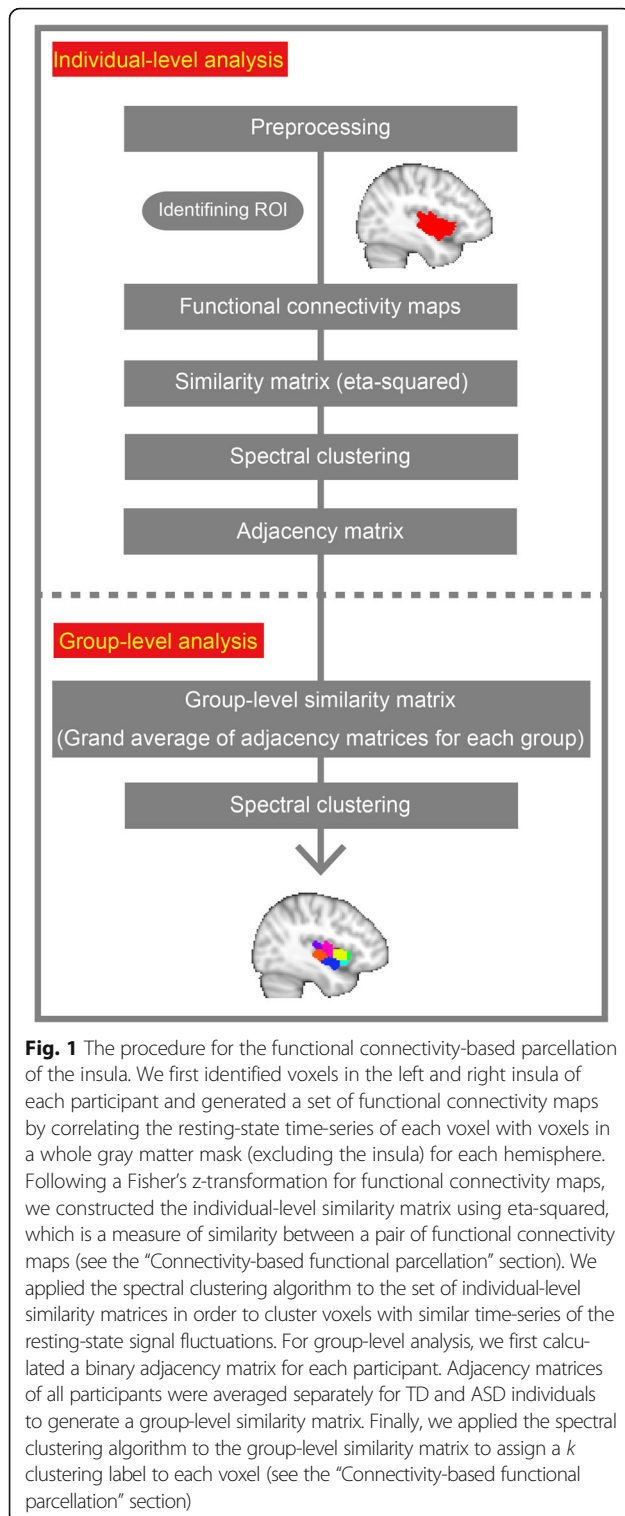 Individual-level analysis
Preprocessing
Identifining ROI
Functional connectivity maps
Similarity matrix (eta-squared)
Spectral clustering
Adjacency matrix
Group-level analysis
Group-level similarity matrix
(Grand average of adjacency matrices for each group)
Spectral clustering
Fig. 1 The procedure for the functional connectivity-based parcellation
of the insula. We first identified voxels in the left and right insula of
each participant and generated a set of functional connectivity maps
by correlating the resting-state time-series of each voxel with voxels in
a whole gray matter mask (excluding the insula) for each hemisphere.
Following a Fisher's z-transformation for functional connectivity maps,
we constructed the individual-level similarity matrix using eta-squared,
which is a measure of similarity between a pair of functional connectivity
maps (see the “Connectivity-based functional parcellation” section). We
applied the spectral clustering algorithm to the set of individual-level
similarity matrices in order to cluster voxels with similar time-series of the
resting-state signal fluctuations. For group-level analysis, we first calcu-
lated a binary adjacency matrix for each participant. Adjacency matrices
of all participants were averaged separately for TD and ASD individuals
to generate a group-level similarity matrix. Finally, we applied the spectral
clustering algorithm to the group-level similarity matrix to assign a k
clustering label to each voxel (see the “Connectivity-based functional
parcellation” section)